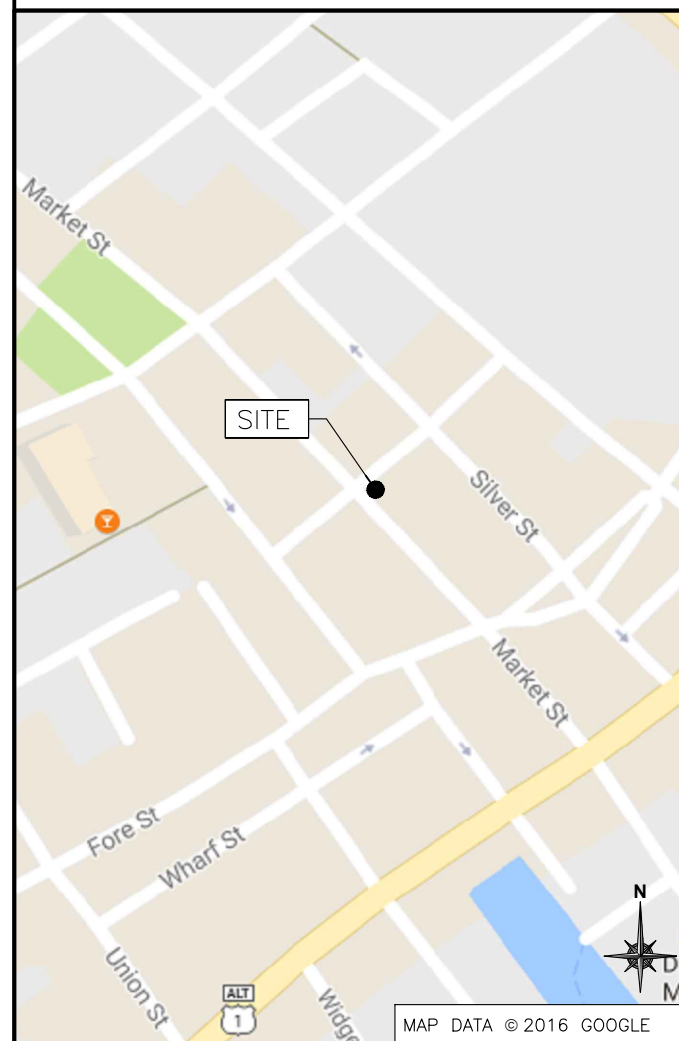 Market St
SITE
Silver St
Market St
Fore St
Wharf St
Union St
ALT
1
Widge
N
D
M
MAP DATA © 2016 GOOGLE